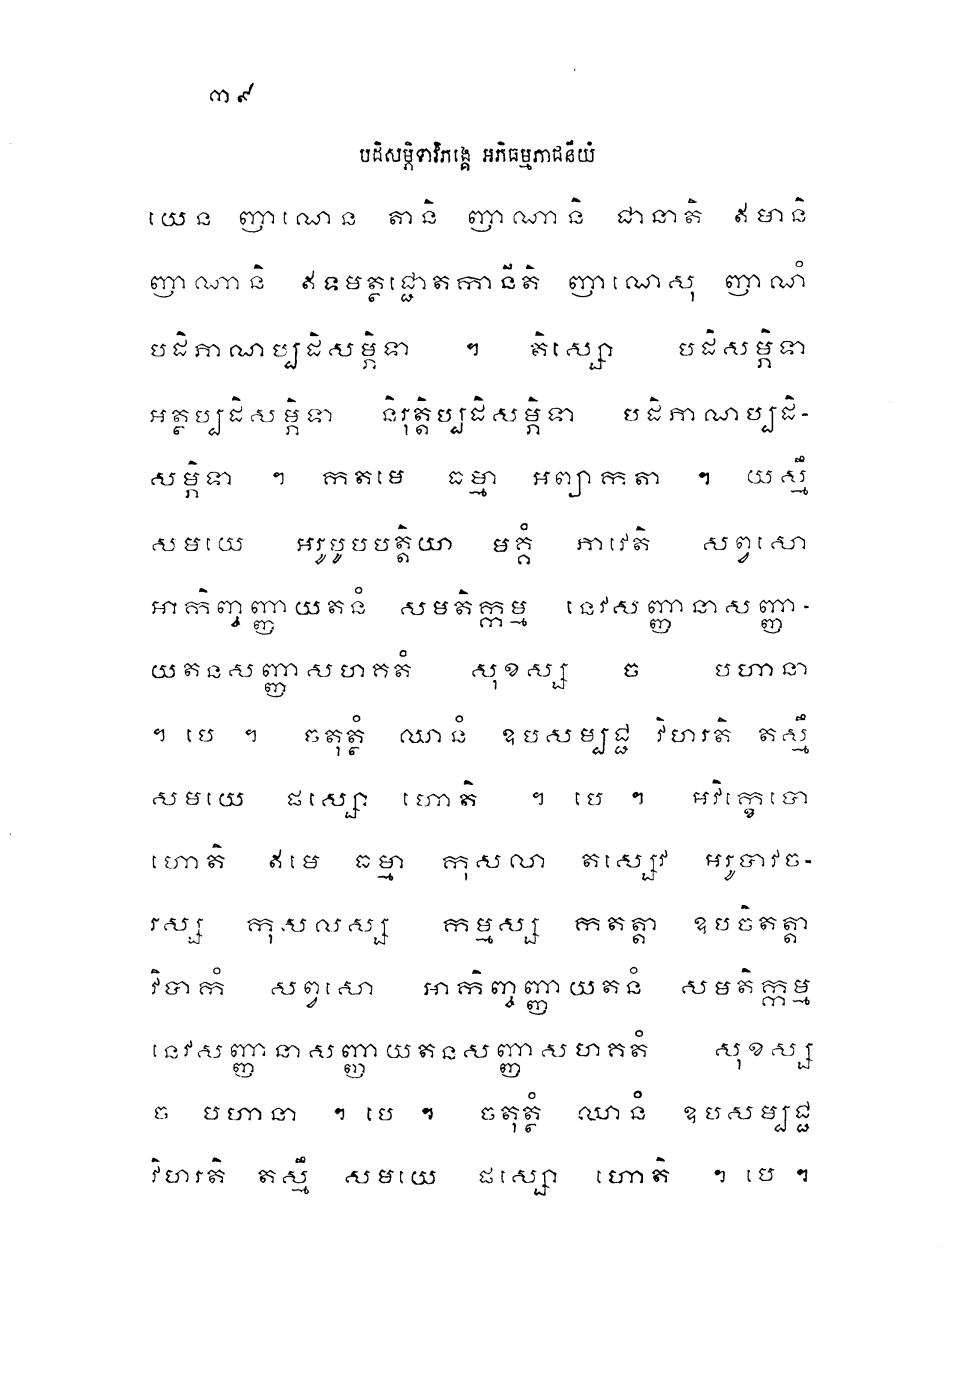 ៣៩
បដិសម្ភិទាវិភង្គេ អភិធម្មភាជនីយំ
យេន ញាណេន តានិ ញាណានិ ជានាតិ ឥមានិ
ញាណានិ ឥទមត្ថជ្ជោតកានីតិ ញាណេសុ ញាណំ
បដិភាណប្បដិសម្ភិទា ។ តិស្សោ បដិសម្ភិទា
អត្ថប្បដិសម្ភិទា និរុត្តិប្បដិសម្ភិទា បដិភាណប្បដិ-
សម្ភិទា ។ កតមេ ធម្មា អព្យាកតា ។ យស្មឹ
សមយេ អរូបូបបត្តិយា មគ្គំ ភាវេតិ សព្វសោ
អាកិញ្ចញ្ញាយតនំ សមតិក្កម្ម នេវសញ្ញានាសញ្ញា-
យតនសញ្ញាសហគតំ សុខស្ស ច បហានា
។ បេ ។ ចតុត្ថំ ឈានំ ឧបសម្បជ្ជ វិហរតិ តស្មឹ
សមយេ ផស្សោ ហោតិ ។ បេ ។ អវិក្ខេបោ
ហោតិ ឥមេ ធម្មា កុសលា តស្សេវ អរូបាវច-
រស្ស កុសលស្ស កម្មស្ស កតត្តា ឧបចិតត្តា
វិបាកំ សព្វសោ អាកិញ្ចញ្ញាយតនំ សមតិក្កម្ម
នេវសញ្ញានាសញ្ញាយតនសញ្ញាសហគតំ សុខស្ស
ច បហានា ។ បេ ។ ចតុត្ថំ ឈានំ ឧបសម្បជ្ជ
វិហរតិ តស្មឹ សមយេ ផស្សោ ហោតិ ។ បេ ។